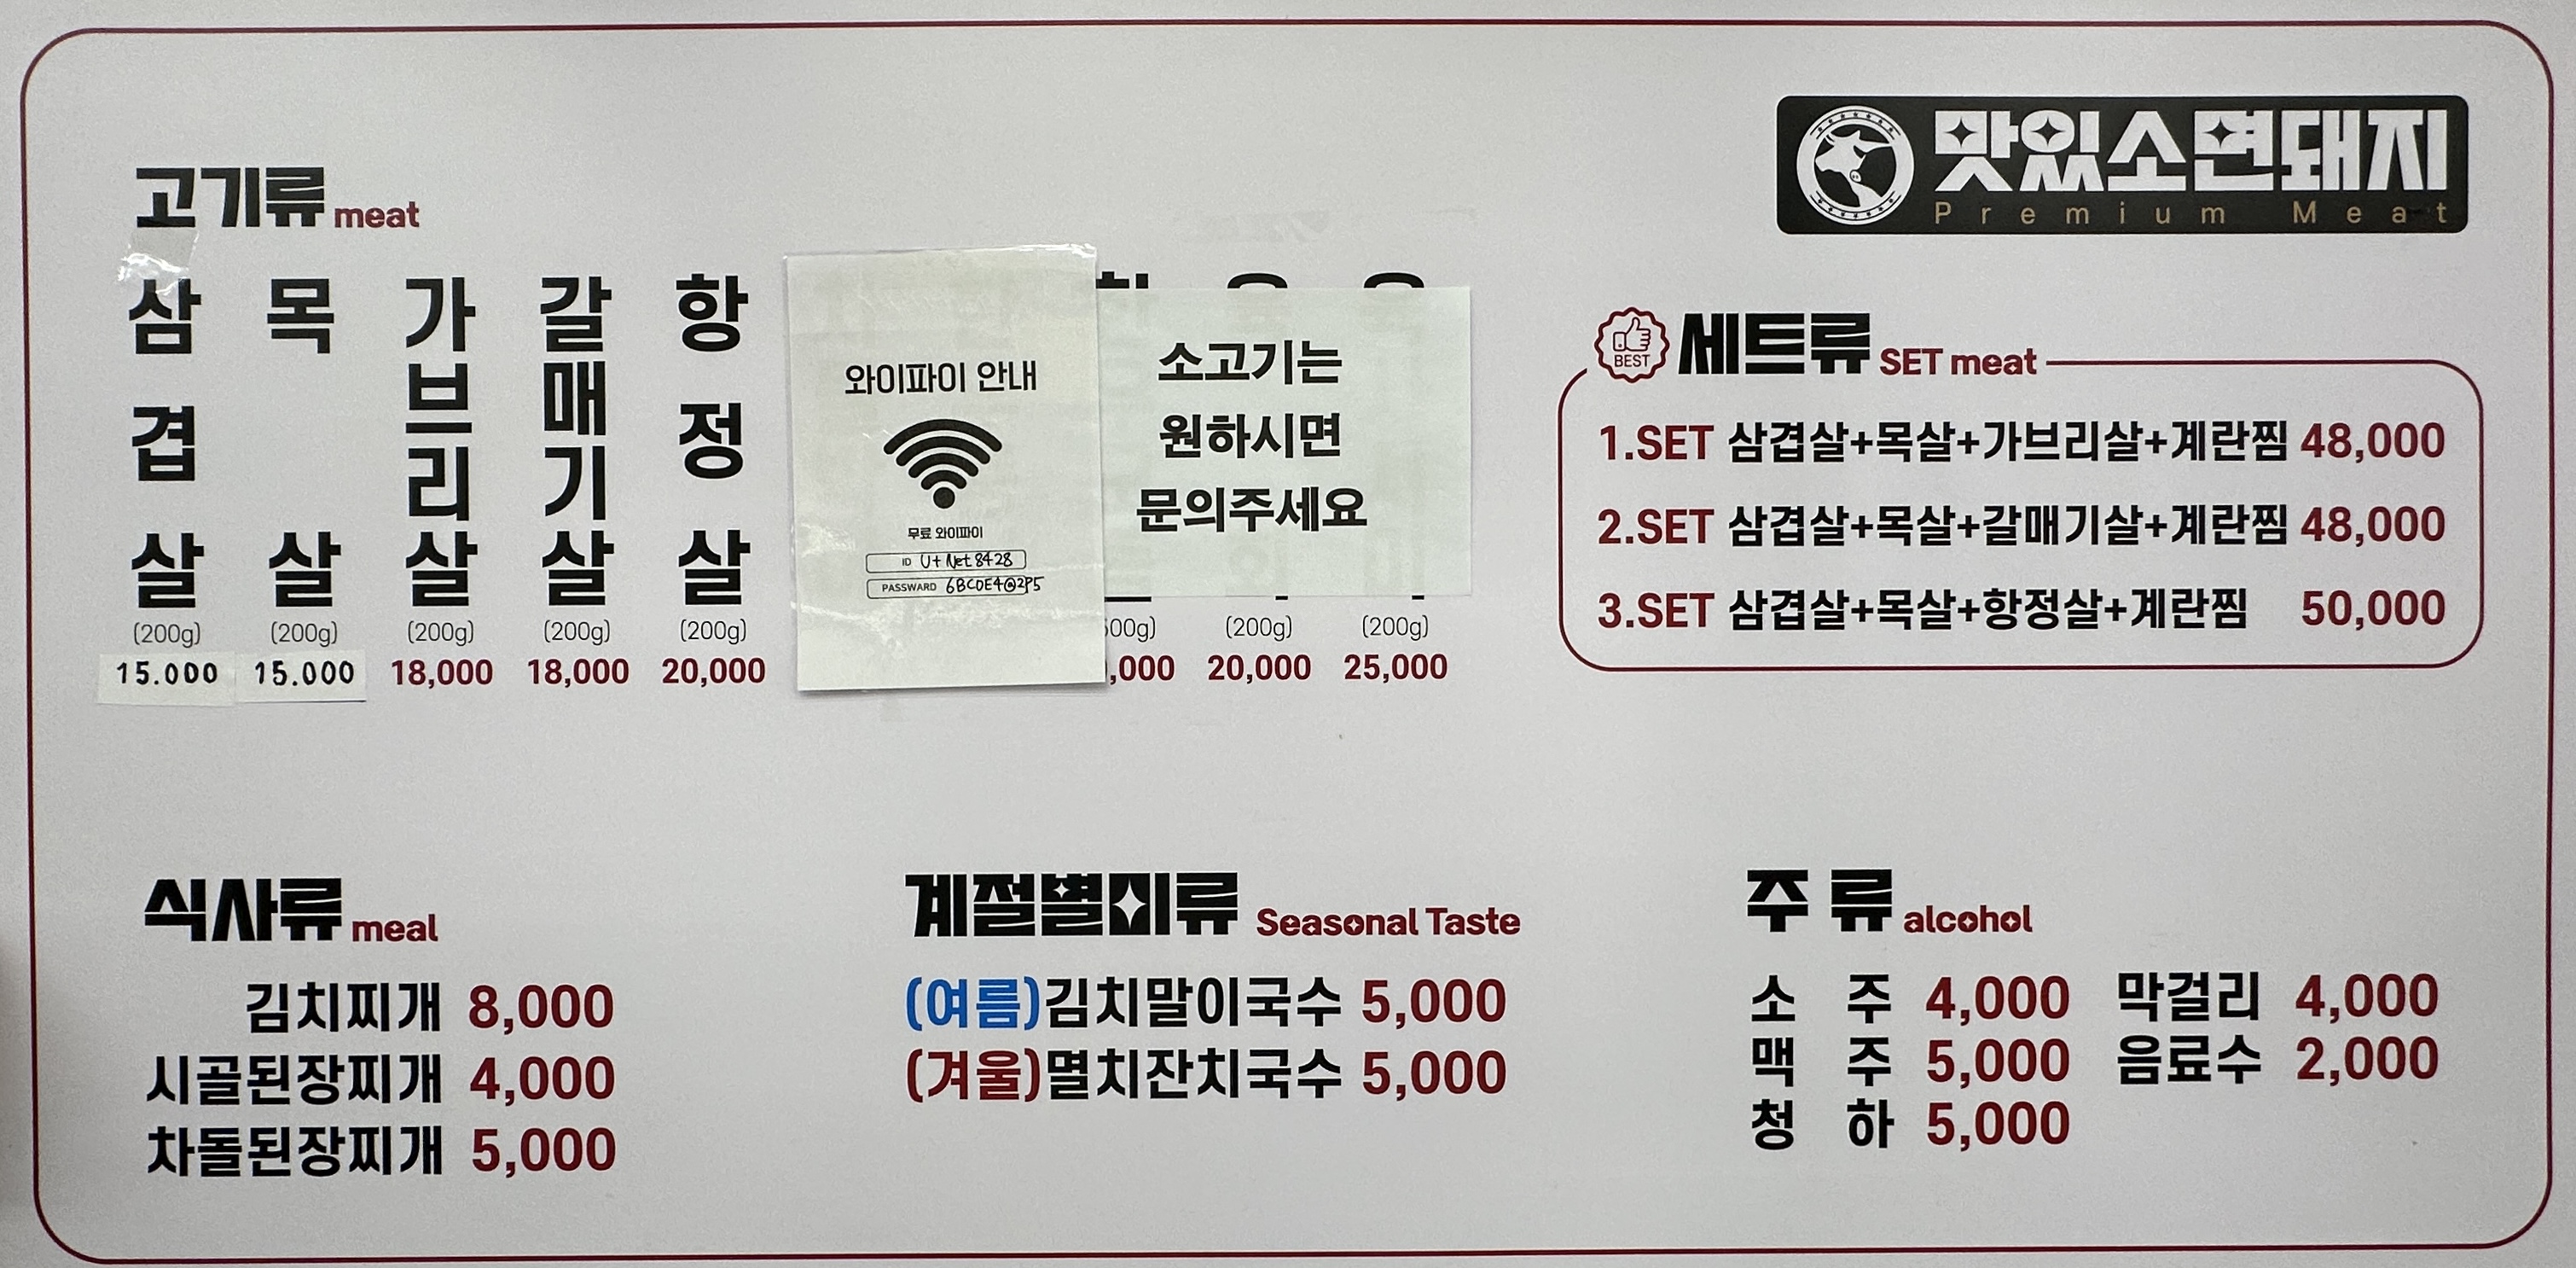 맛있소면돼지
Premium Meat
고기류 meat
삼겹살 (200g) 15.000
목살 (200g) 15.000
가브리살 (200g) 18,000
갈매기살 (200g) 18,000
항정살 (200g) 20,000
와이파이 안내
무료 와이파이
ID U+Net8428
PASSWARD 6BC0E4@2P5
소고기는
원하시면
문의주세요
(200g) 20,000
(200g) 25,000
BEST 세트류 SET meat
1.SET 삼겹살+목살+가브리살+계란찜 48,000
2.SET 삼겹살+목살+갈매기살+계란찜 48,000
3.SET 삼겹살+목살+항정살+계란찜 50,000
식사류 meal
김치찌개 8,000
시골된장찌개 4,000
차돌된장찌개 5,000
계절별미류 Seasonal Taste
(여름)김치말이국수 5,000
(겨울)멸치잔치국수 5,000
주류 alcohol
소주 4,000 막걸리 4,000
맥주 5,000 음료수 2,000
청하 5,000